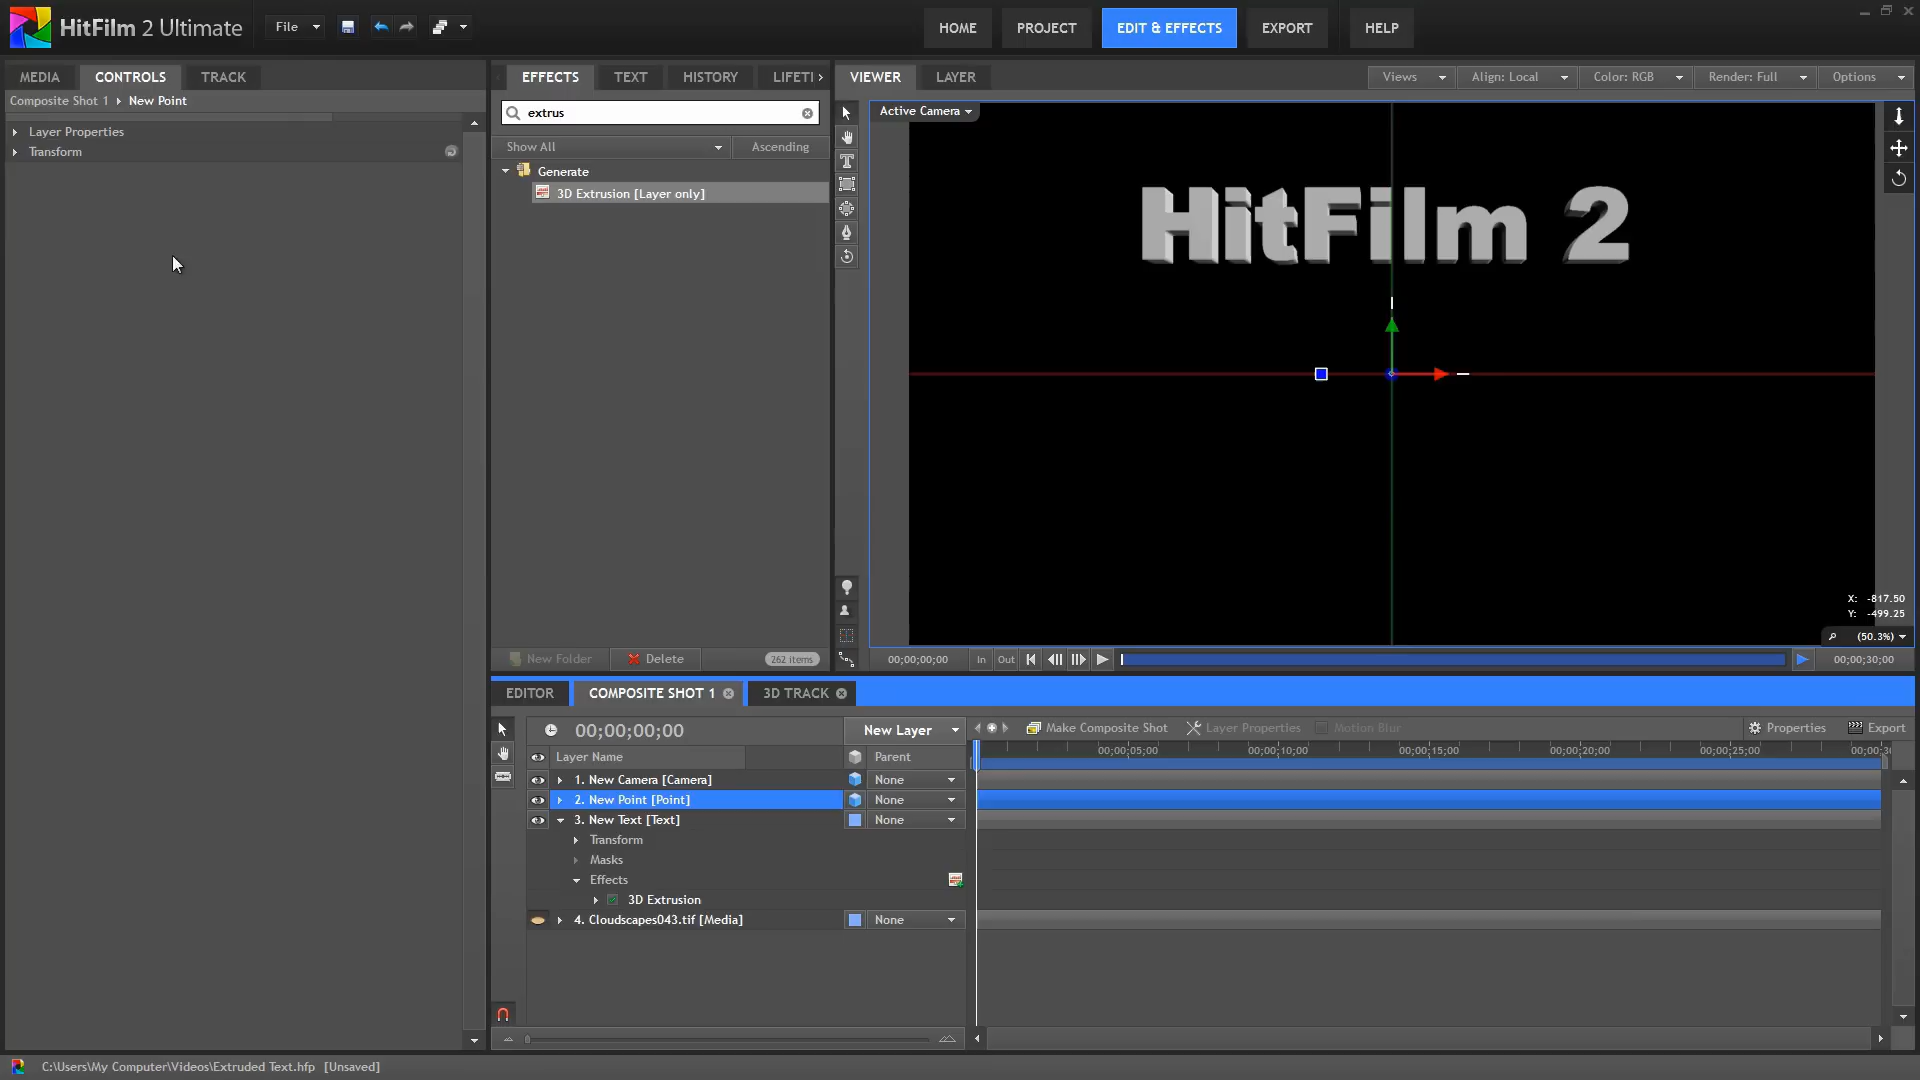 HitFilm 2 Ultimate
File
HOME
PROJECT
EDIT & EFFECTS
EXPORT
HELP
MEDIA
CONTROLS
TRACK
Composite Shot 1
New Point
Layer Properties
Transform
EFFECTS
TEXT
HISTORY
LIFETI
extrus
Show All
Ascending
Generate
3D Extrusion [Layer only]
New Folder
Delete
262 items
VIEWER
LAYER
Views
Align: Local
Color: RGB
Render: Full
Options
Active Camera
HitFilm 2
X: -817.50
Y: -499.25
(50.3%)
00;00;00;00
In
Out
00;00;30;00
EDITOR
COMPOSITE SHOT 1
3D TRACK
00;00;00;00
New Layer
Make Composite Shot
Layer Properties
Motion Blur
Properties
Export
Layer Name
Parent
00;00;05;00
00;00;10;00
00;00;15;00
00;00;20;00
00;00;25;00
00;00;3
1. New Camera [Camera]
None
2. New Point [Point]
None
3. New Text [Text]
None
Transform
Masks
Effects
3D Extrusion
4. Cloudscapes043.tif [Media]
None
C:\Users\My Computer\Videos\Extruded Text.hfp [Unsaved]